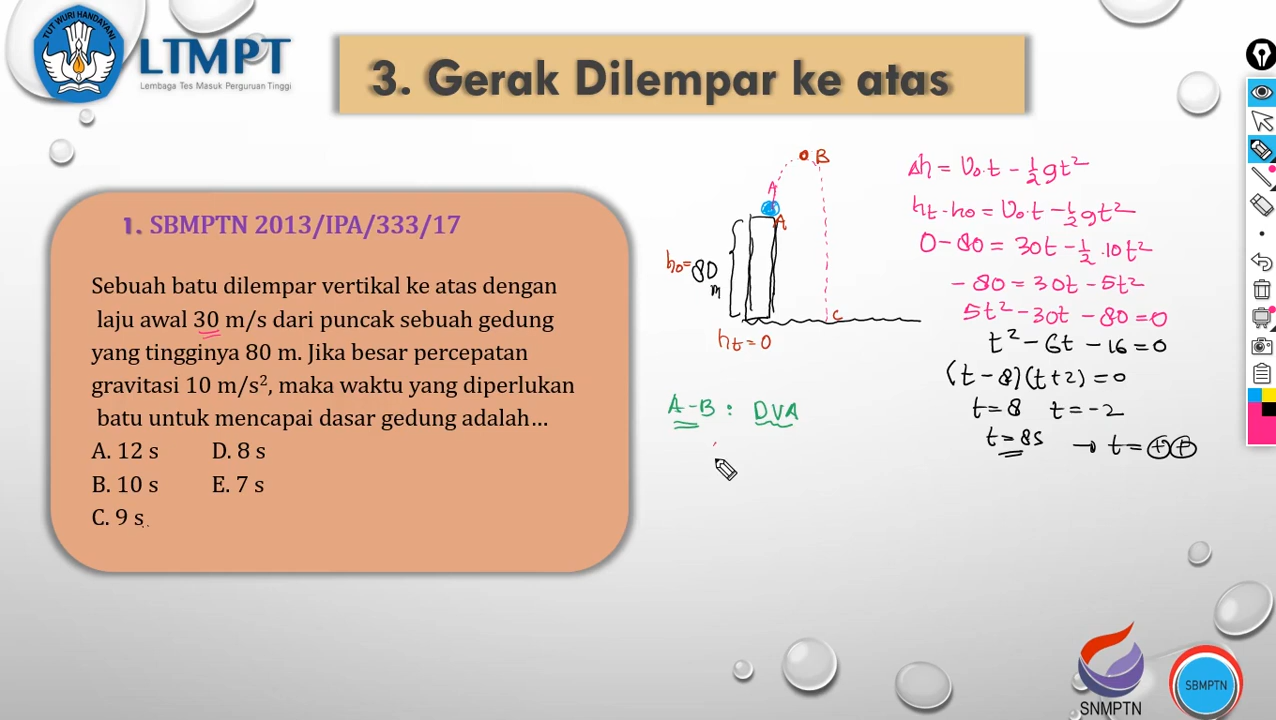 TUT WURI HANDAYANI
LTMPT
Lembaga Tes Masuk Perguruan Tinggi
3. Gerak Dilempar ke atas
1. SBMPTN 2013/IPA/333/17
Sebuah batu dilempar vertikal ke atas dengan
laju awal 30 m/s dari puncak sebuah gedung
yang tingginya 80 m. Jika besar percepatan
gravitasi 10 m/s², maka waktu yang diperlukan
batu untuk mencapai dasar gedung adalah…
A. 12 s D. 8 s
B. 10 s E. 7 s
C. 9 s
B
A
A
h₀=80
m
C
ht=0
Δh = V₀.t - ½gt²
ht-h₀ = V₀.t - ½gt²
0-80 = 30t - ½.10t²
-80 = 30t - 5t²
5t² - 30t - 80 = 0
t² - 6t - 16 = 0
(t-8)(t+2) = 0
t=8 t=-2
t=8s → t= ⊕⊕
A-B : DVA
SNMPTN
SBMPTN